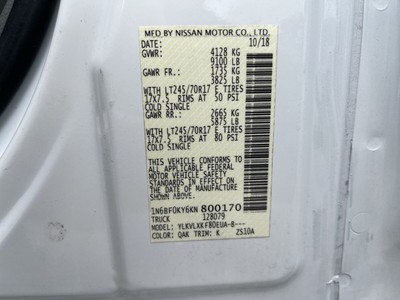 MFD BY NISSAN MOTOR CO., LTD.
DATE: 10/18
GVWR: 4128 KG
9100 LB
GAWR FR.: 1735 KG
3825 LB
WITH LT245/70R17 E TIRES
17X7.5 RIMS AT 50 PSI
COLD SINGLE
GAWR RR.: 2665 KG
5875 LB
WITH LT245/70R17 E TIRES
17X7.5 RIMS AT 80 PSI
COLD SINGLE
THIS VEHICLE CONFORMS TO
ALL APPLICABLE FEDERAL
MOTOR VEHICLE SAFETY
STANDARDS IN EFFECT ON
THE DATE OF MANUFACTURE
SHOWN ABOVE.
1N6BF0KY6KN 800170
TRUCK 128079
MODEL: YLKVLXKF80EUA-B---
COLOR: QAK TRIM: K ZS10A